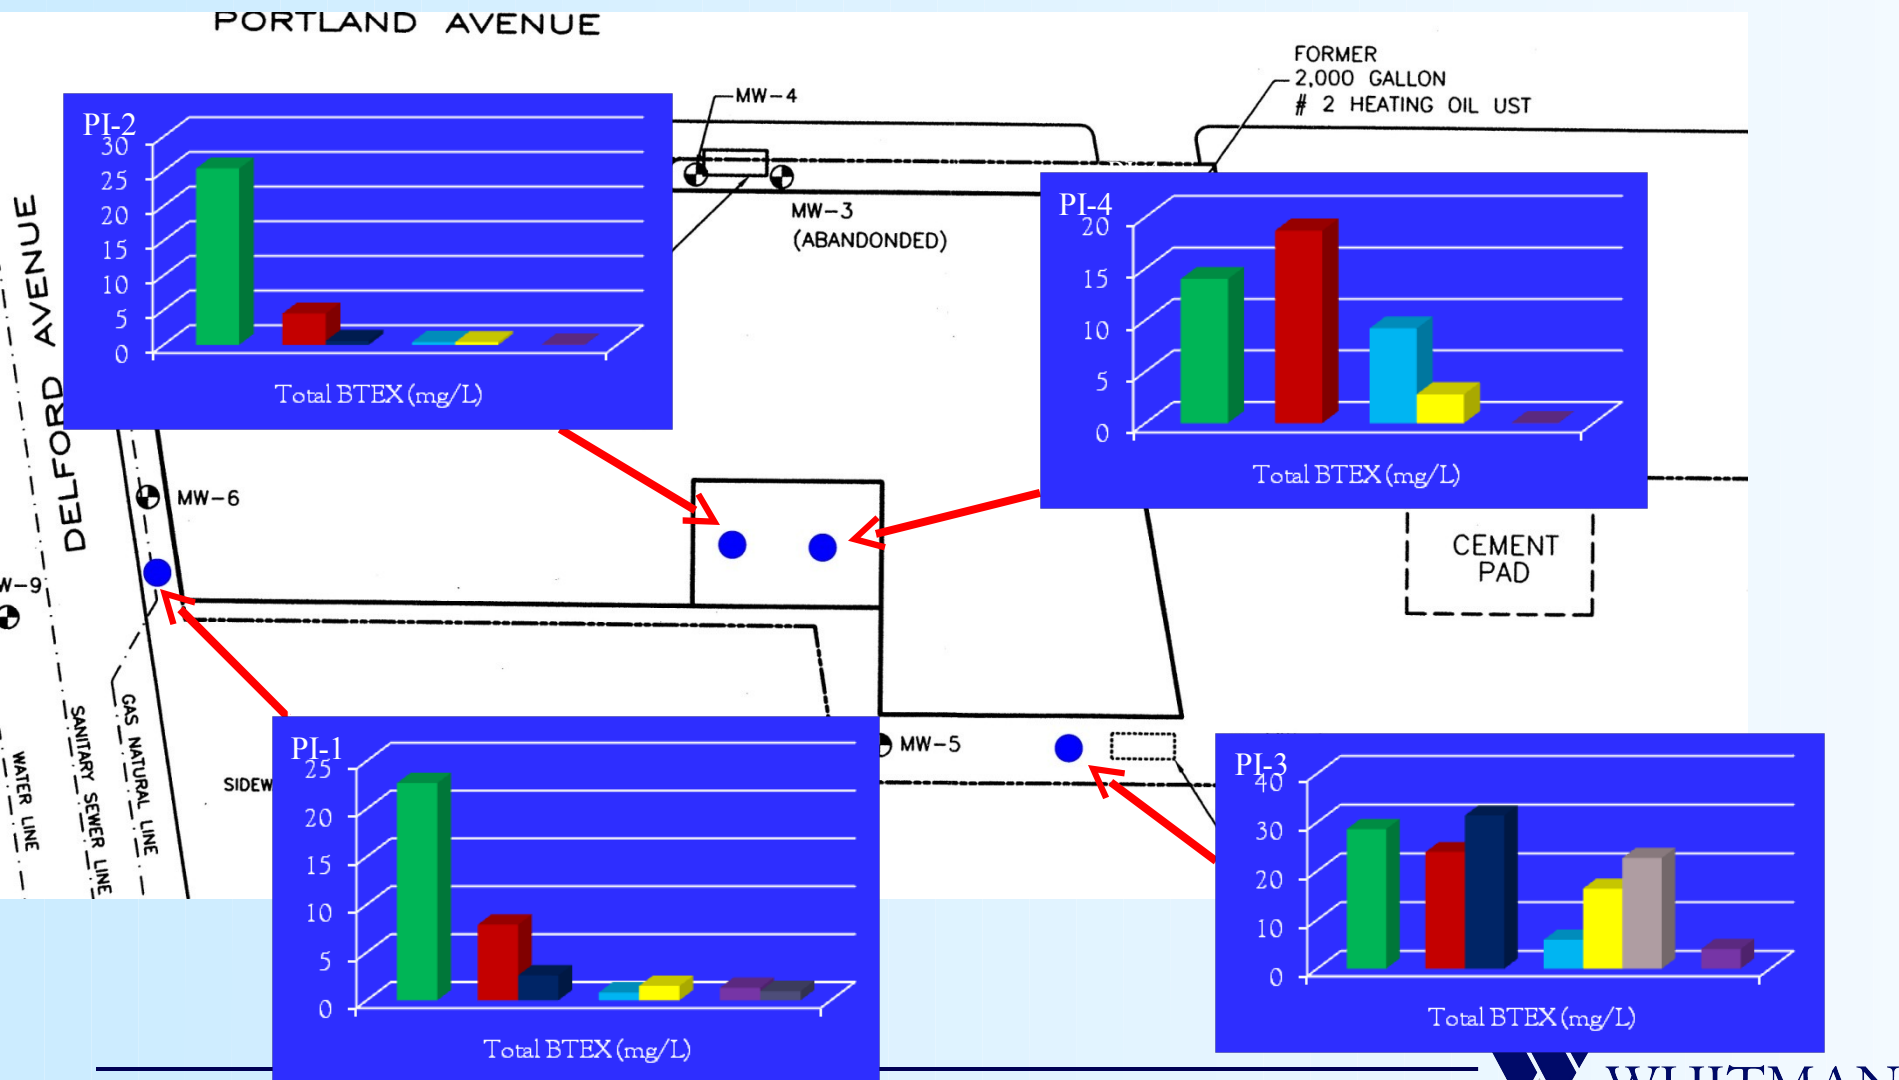 PORTLAND AVENUE
FORMER
2,000 GALLON
# 2 HEATING OIL UST
MW-4
PI-2
30
25
20
15
10
5
0
Total BTEX (mg/L)
MW-3
(ABANDONDED)
PI-4
20
15
10
5
0
Total BTEX (mg/L)
DELFORD AVENUE
MW-6
W-9
CEMENT
PAD
GAS NATURAL LINE
SANITARY SEWER LINE
WATER LINE
SIDEW
MW-5
PI-1
25
20
15
10
5
0
Total BTEX (mg/L)
PI-3
40
30
20
10
0
Total BTEX (mg/L)
WHITMAN